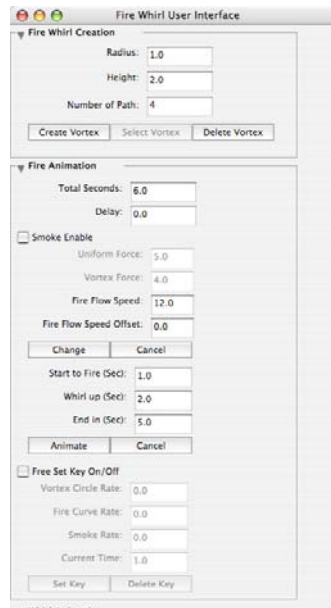 Fire Whirl User Interface
Fire Whirl Creation
Radius: 1.0
Height: 2.0
Number of Path: 4
Create Vortex Select Vortex Delete Vortex
Fire Animation
Total Seconds: 6.0
Delay: 0.0
Smoke Enable
Uniform Force: 5.0
Vortex Force: 4.0
Fire Flow Speed: 12.0
Fire Flow Speed Offset: 0.0
Change Cancel
Start to Fire (Sec): 1.0
Whirl up (Sec): 2.0
End in (Sec): 5.0
Animate Cancel
Free Set Key On/Off
Vortex Circle Rate: 0.0
Fire Curve Rate: 0.0
Smoke Rate: 0.0
Current Time: 1.0
Set Key Delete Key